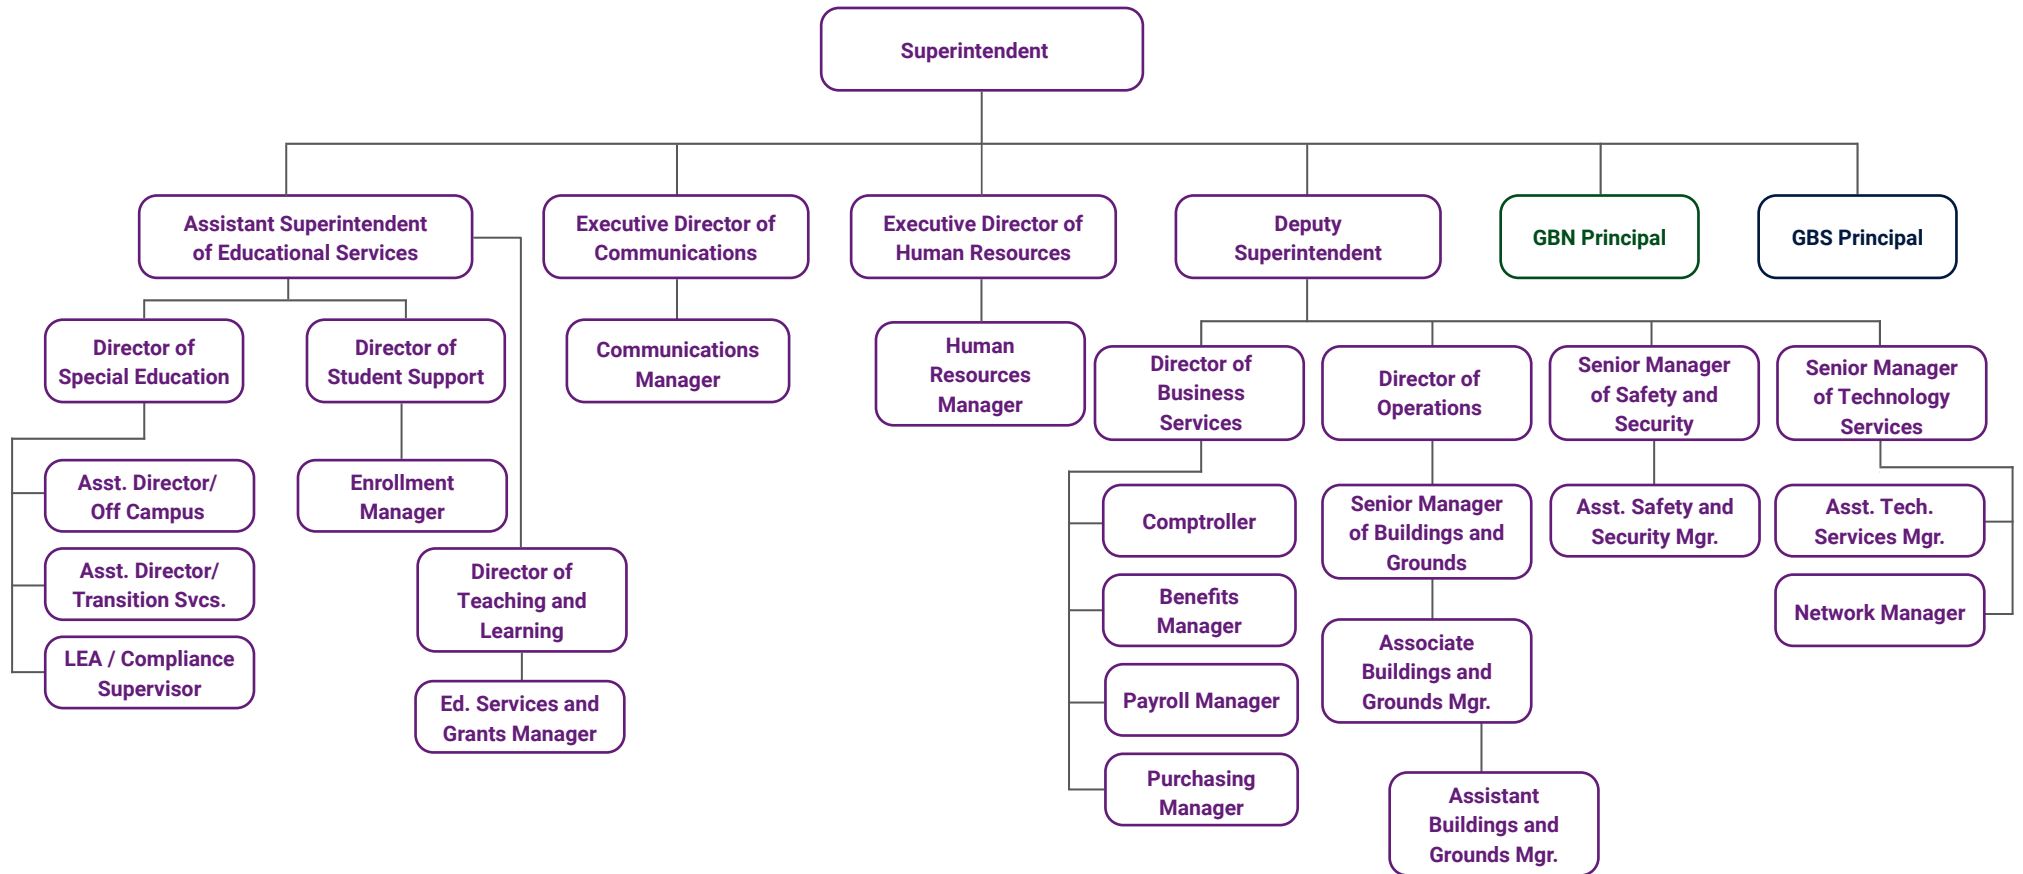 Superintendent
Assistant Superintendent
of Educational Services
Executive Director of
Communications
Executive Director of
Human Resources
Deputy
Superintendent
GBN Principal
GBS Principal
Director of
Special Education
Director of
Student Support
Communications
Manager
Human
Resources
Manager
Director of
Business
Services
Director of
Operations
Senior Manager
of Safety and
Security
Senior Manager
of Technology
Services
Asst. Director/
Off Campus
Enrollment
Manager
Comptroller
Senior Manager
of Buildings and
Grounds
Asst. Safety and
Security Mgr.
Asst. Tech.
Services Mgr.
Asst. Director/
Transition Svcs.
Director of
Teaching and
Learning
Benefits
Manager
Network Manager
LEA / Compliance
Supervisor
Associate
Buildings and
Grounds Mgr.
Ed. Services and
Grants Manager
Payroll Manager
Purchasing
Manager
Assistant
Buildings and
Grounds Mgr.